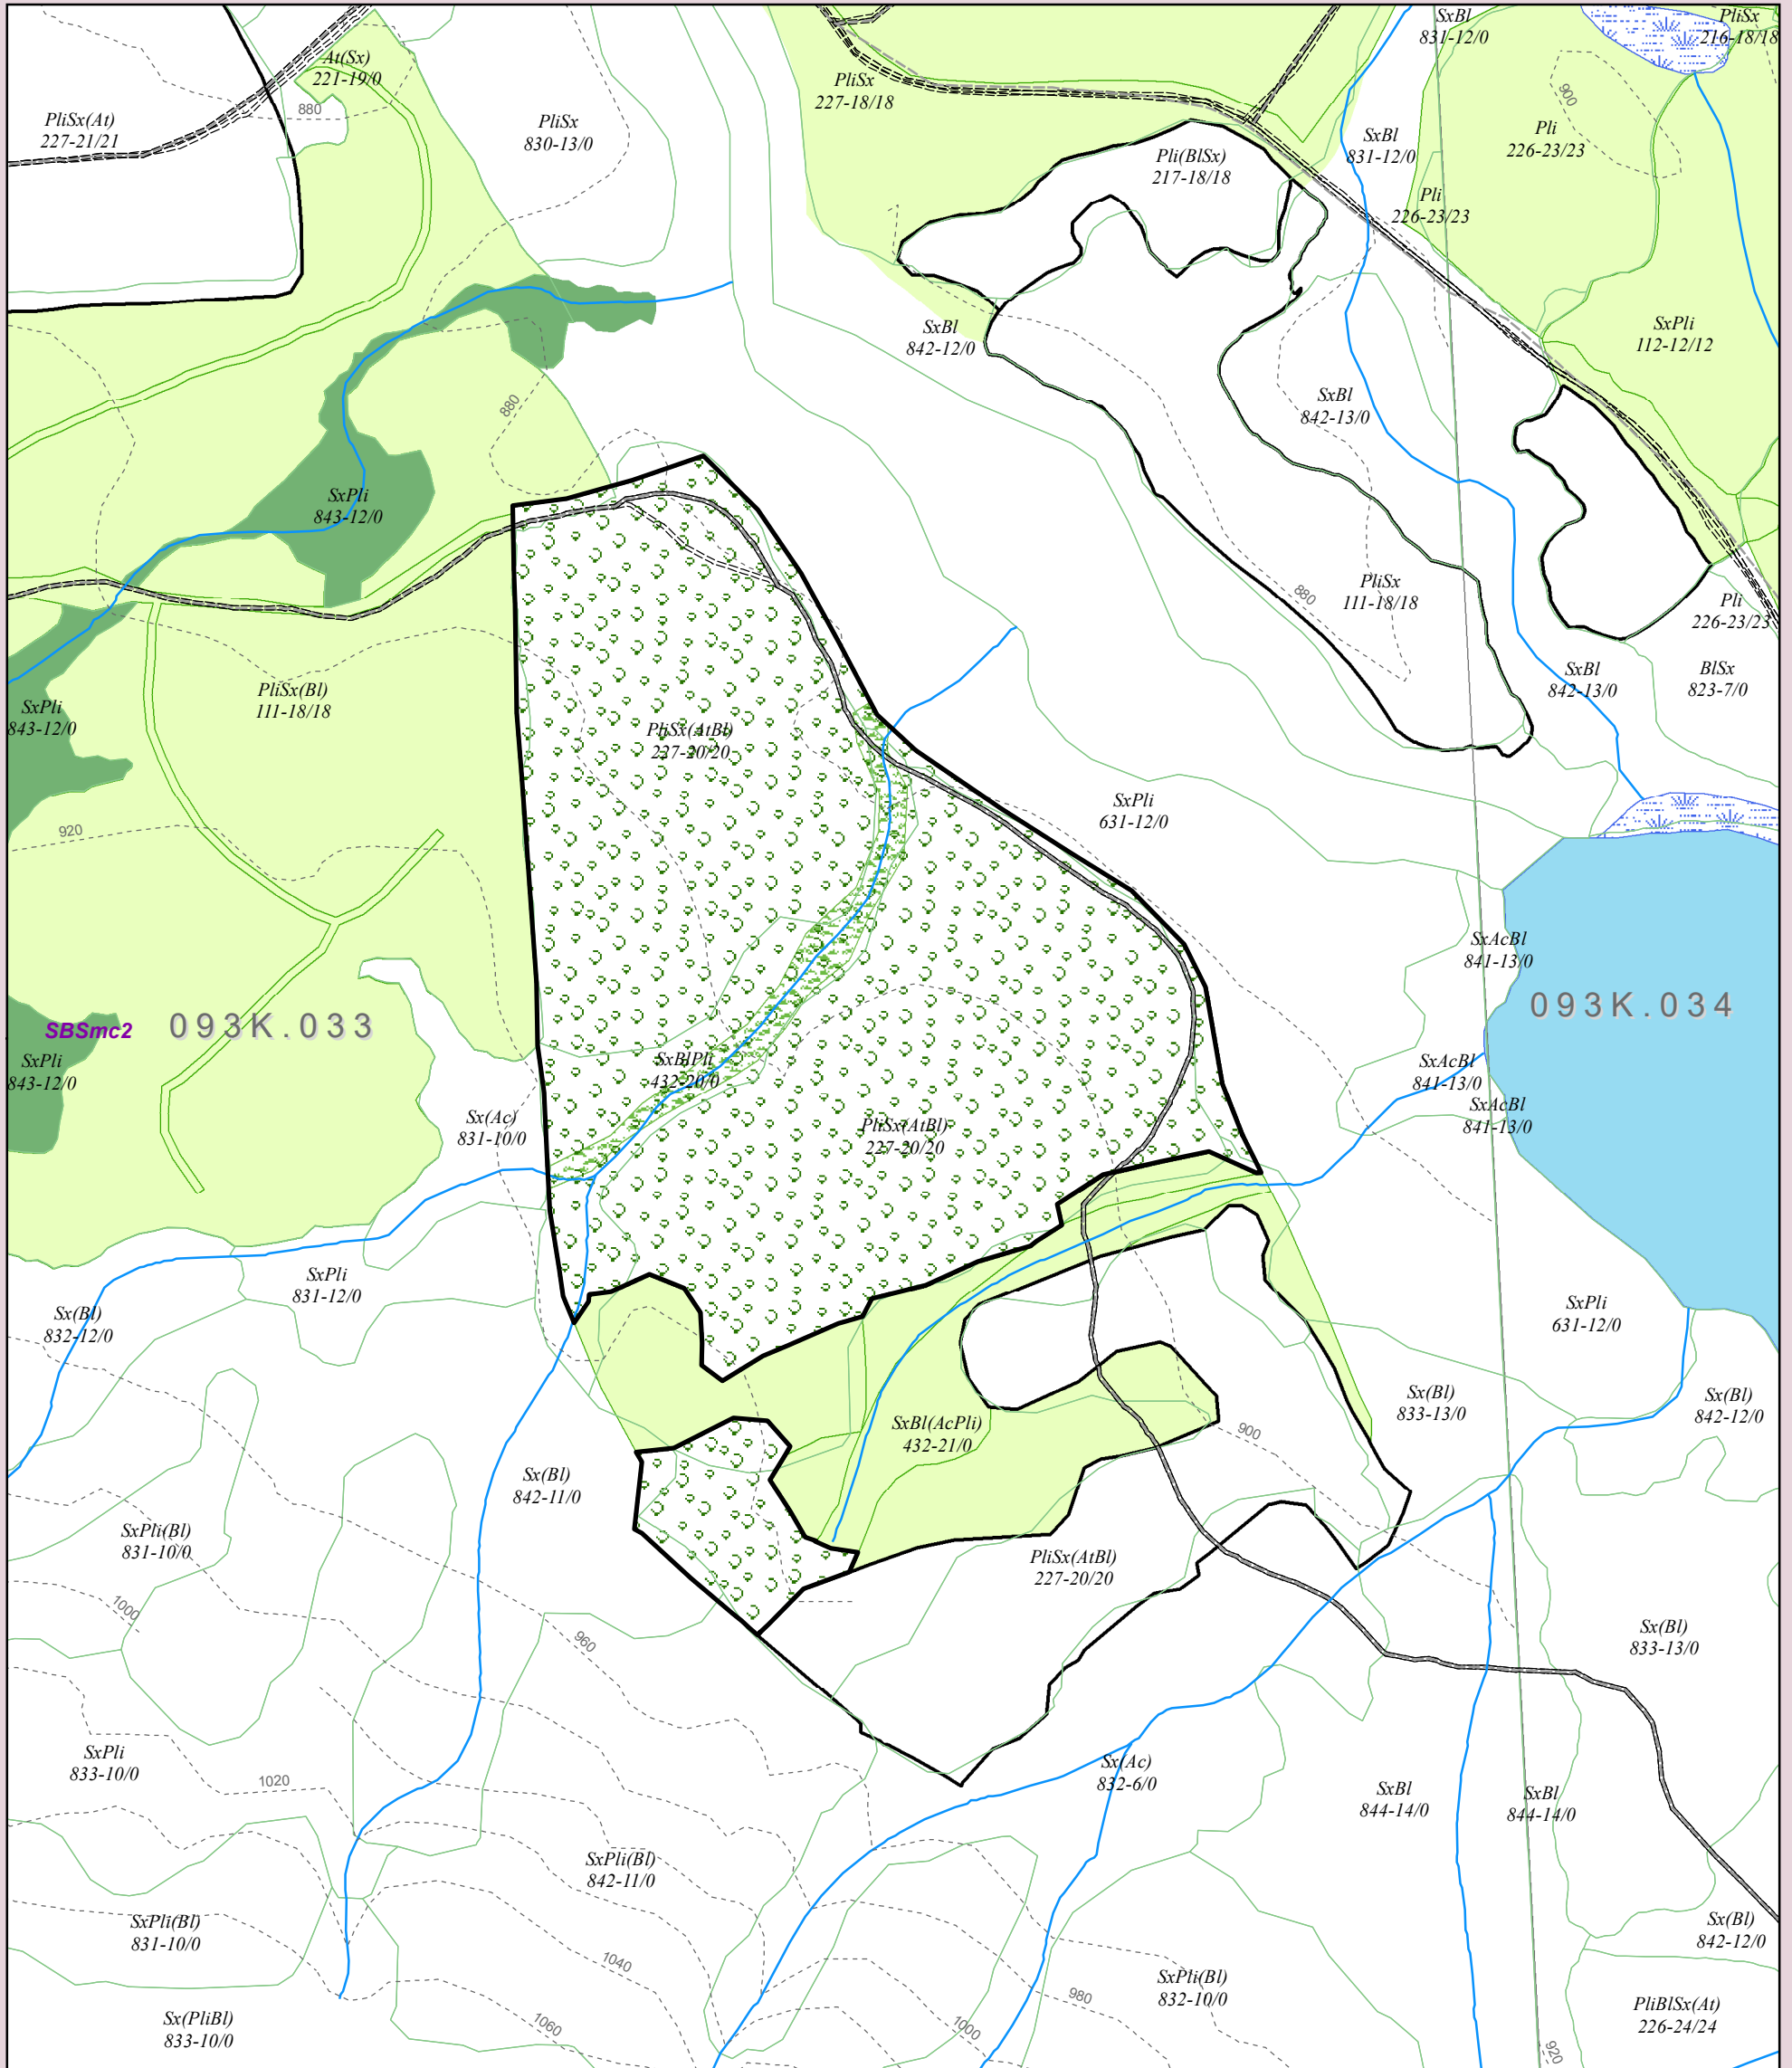 SxBl
831-12/0
PliSx
216-18/18
At(Sx)
221-19/0
PliSx
227-18/18
880
900
PliSx(At)
227-21/21
PliSx
830-13/0
Pli(BlSx)
217-18/18
SxBl
831-12/0
Pli
226-23/23
Pli
226-23/23
SxBl
842-12/0
SxPli
112-12/12
SxBl
842-13/0
880
SxPli
843-12/0
880
PliSx
111-18/18
Pli
226-23/23
PliSx(Bl)
111-18/18
SxBl
842-13/0
BlSx
823-7/0
SxPli
843-12/0
PliSx(AtBl)
227-20/20
SxPli
631-12/0
920
SxAcBl
841-13/0
093K.034
SBSmc2
093K.033
SxPli
843-12/0
SxBlPli
432-20/0
SxAcBl
841-13/0
SxAcBl
841-13/0
Sx(Ac)
831-10/0
PliSx(AtBl)
227-20/20
SxPli
831-12/0
Sx(Bl)
832-12/0
SxPli
631-12/0
Sx(Bl)
833-13/0
Sx(Bl)
842-12/0
SxBl(AcPli)
432-21/0
900
Sx(Bl)
842-11/0
SxPli(Bl)
831-10/0
PliSx(AtBl)
227-20/20
1000
960
Sx(Bl)
833-13/0
SxPli
833-10/0
1020
Sx(Ac)
832-6/0
SxBl
844-14/0
SxBl
844-14/0
SxPli(Bl)
842-11/0
SxPli(Bl)
831-10/0
Sx(Bl)
842-12/0
1040
SxPli(Bl)
832-10/0
980
Sx(PliBl)
833-10/0
1060
1000
PliBlSx(At)
226-24/24
920